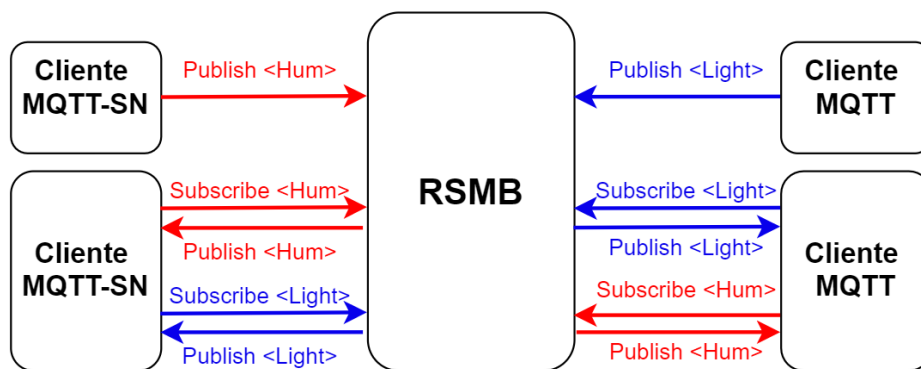 Cliente
MQTT-SN
Publish <Hum>
RSMB
Publish <Light>
Cliente
MQTT
Cliente
MQTT-SN
Subscribe <Hum>
Publish <Hum>
Subscribe <Light>
Publish <Light>
Subscribe <Light>
Publish <Light>
Subscribe <Hum>
Publish <Hum>
Cliente
MQTT